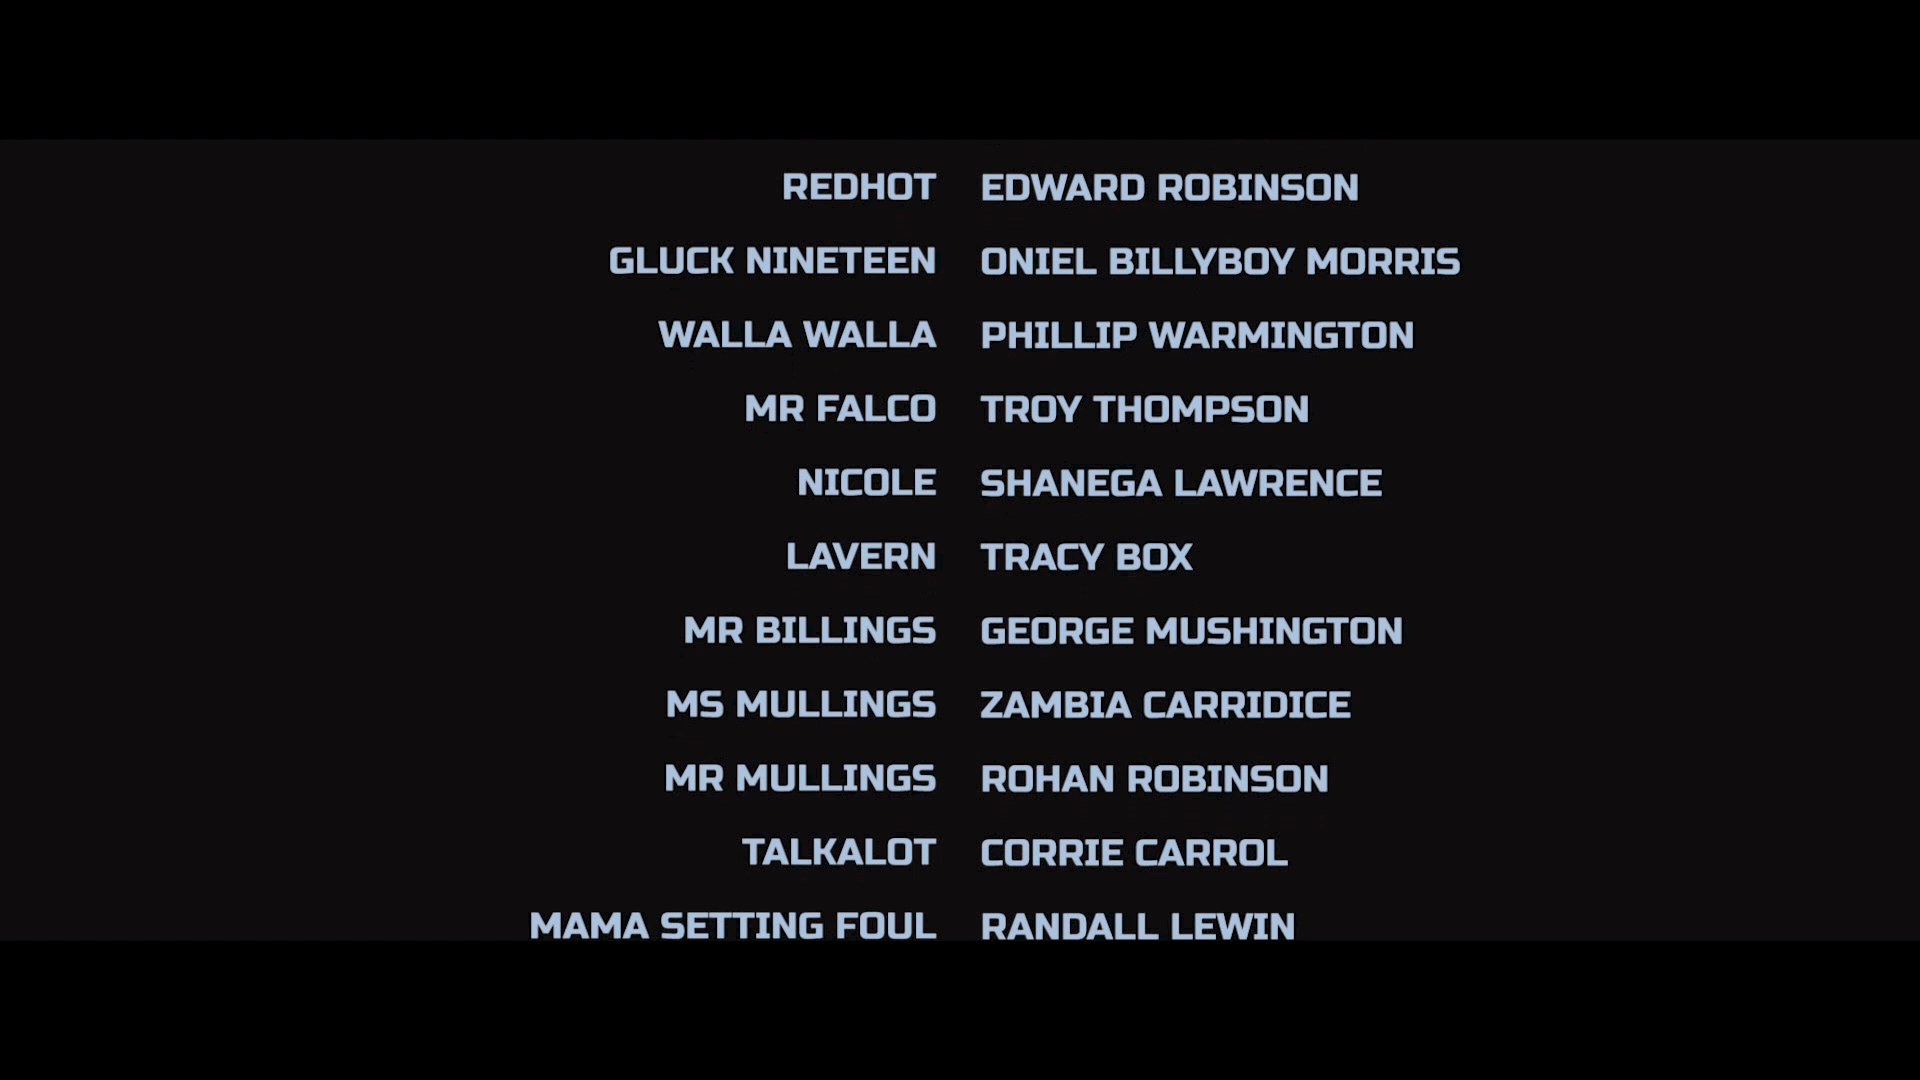 REDHOT EDWARD ROBINSON
GLUCK NINETEEN ONIEL BILLYBOY MORRIS
WALLA WALLA PHILLIP WARMINGTON
MR FALCO TROY THOMPSON
NICOLE SHANEGA LAWRENCE
LAVERN TRACY BOX
MR BILLINGS GEORGE MUSHINGTON
MS MULLINGS ZAMBIA CARRIDICE
MR MULLINGS ROHAN ROBINSON
TALKALOT CORRIE CARROL
MAMA SETTING FOUL RANDALL LEWIN